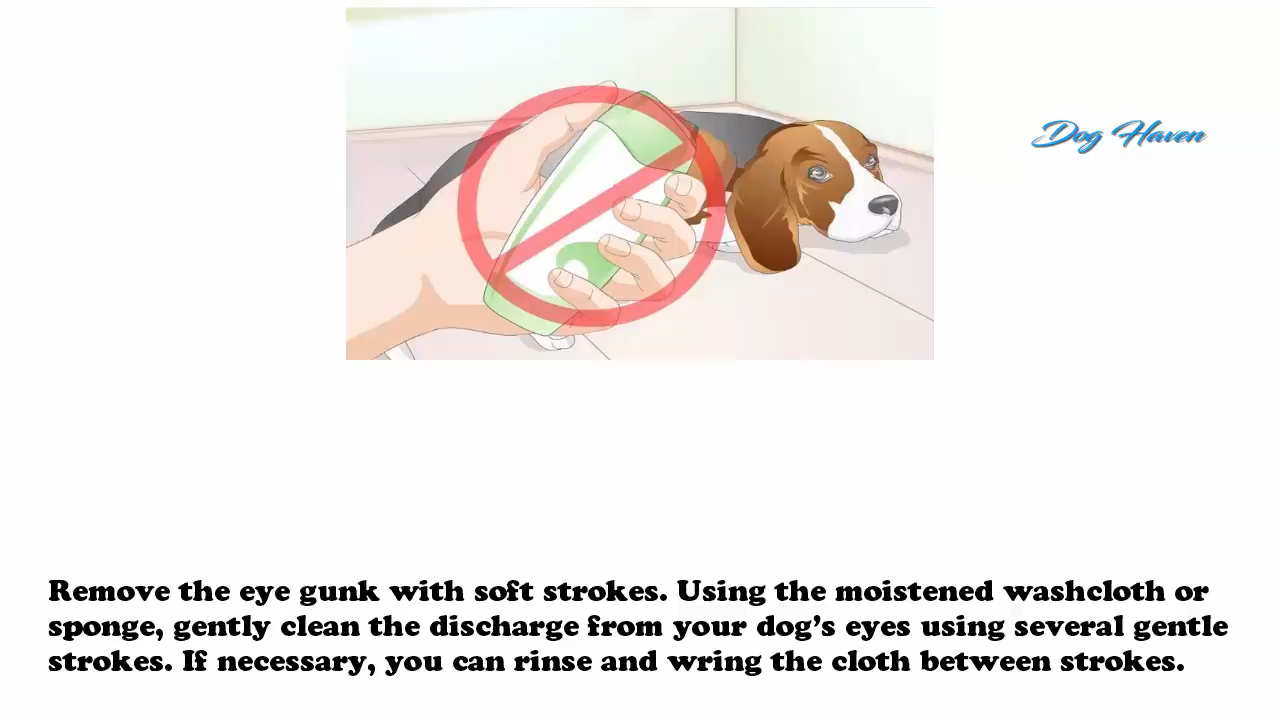 Dog Haven
Remove the eye gunk with soft strokes. Using the moistened washcloth or
sponge, gently clean the discharge from your dog’s eyes using several gentle
strokes. If necessary, you can rinse and wring the cloth between strokes.